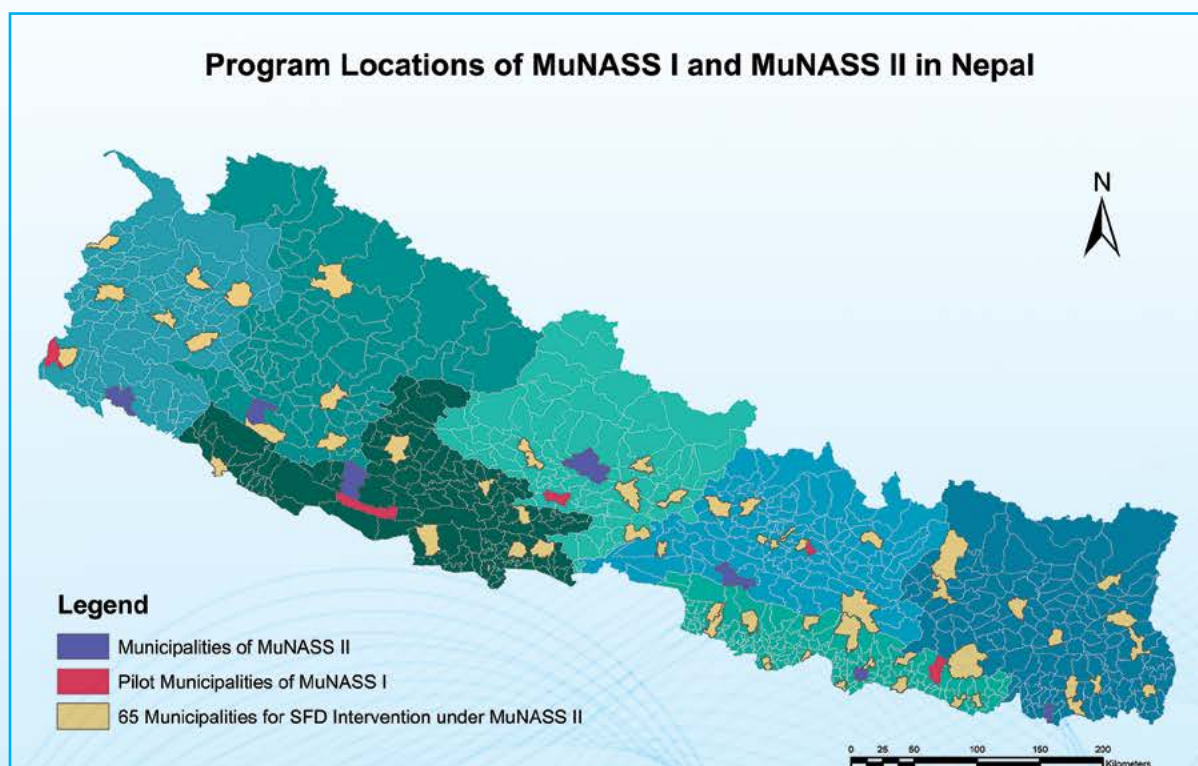 Program Locations of MuNASS I and MuNASS II in Nepal
N
Legend
Municipalities of MuNASS II
Pilot Municipalities of MuNASS I
65 Municipalities for SFD Intervention under MuNASS II
0 25 50 100 150 200
Kilometers